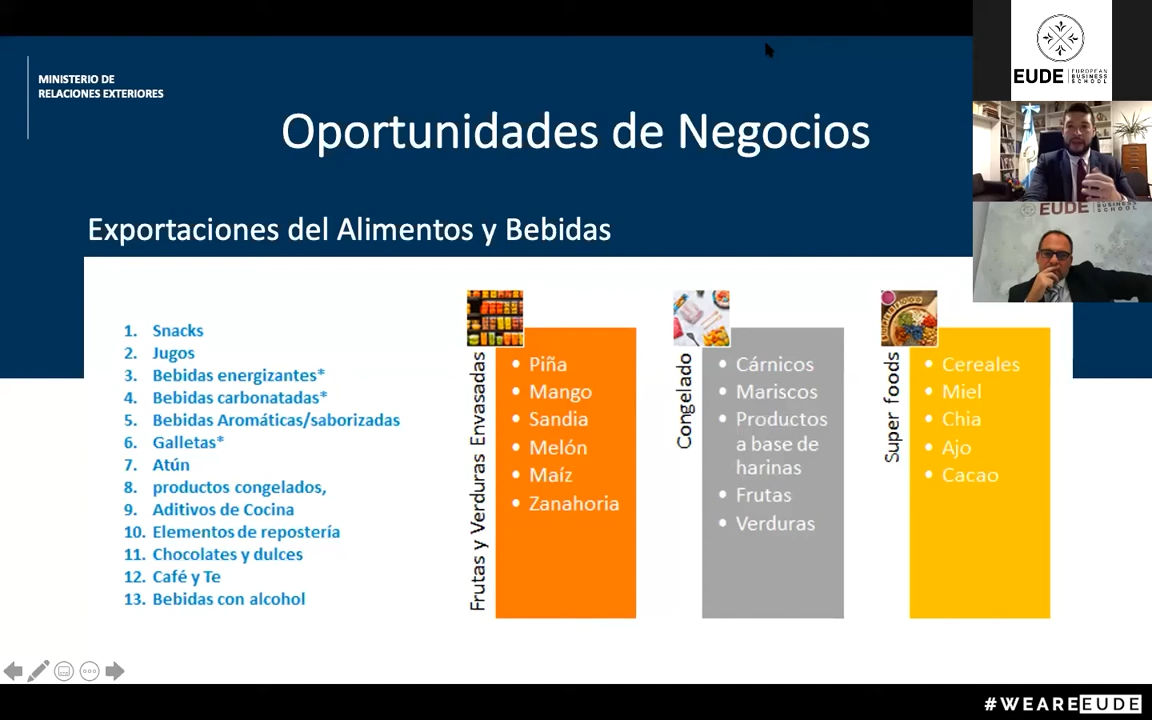 MINISTERIO DE
RELACIONES EXTERIORES
Oportunidades de Negocios
Exportaciones del Alimentos y Bebidas
1. Snacks
2. Jugos
3. Bebidas energizantes*
4. Bebidas carbonatadas*
5. Bebidas Aromáticas/saborizadas
6. Galletas*
7. Atún
8. productos congelados,
9. Aditivos de Cocina
10. Elementos de repostería
11. Chocolates y dulces
12. Café y Te
13. Bebidas con alcohol
Frutas y Verduras Envasadas
• Piña
• Mango
• Sandia
• Melón
• Maíz
• Zanahoria
Congelado
• Cárnicos
• Mariscos
• Productos
a base de
harinas
• Frutas
• Verduras
Super foods
• Cereales
• Miel
• Chia
• Ajo
• Cacao
EUDE EUROPEAN
BUSINESS
SCHOOL
EUDE BUSINESS
SCHOOL
#WEAREEUDE